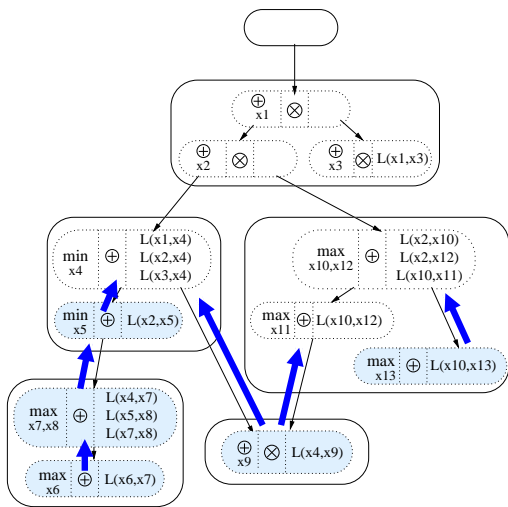 ⊕ x1 ⊗
⊕ x2 ⊗
⊕ x3 ⊗ L(x1,x3)
min x4 ⊕ L(x1,x4) L(x2,x4) L(x3,x4)
max x10,x12 ⊕ L(x2,x10) L(x2,x12) L(x10,x11)
min x5 ⊕ L(x2,x5)
max x11 ⊕ L(x10,x12)
max x13 ⊕ L(x10,x13)
max x7,x8 ⊕ L(x4,x7) L(x5,x8) L(x7,x8)
⊕ x9 ⊗ L(x4,x9)
max x6 ⊕ L(x6,x7)